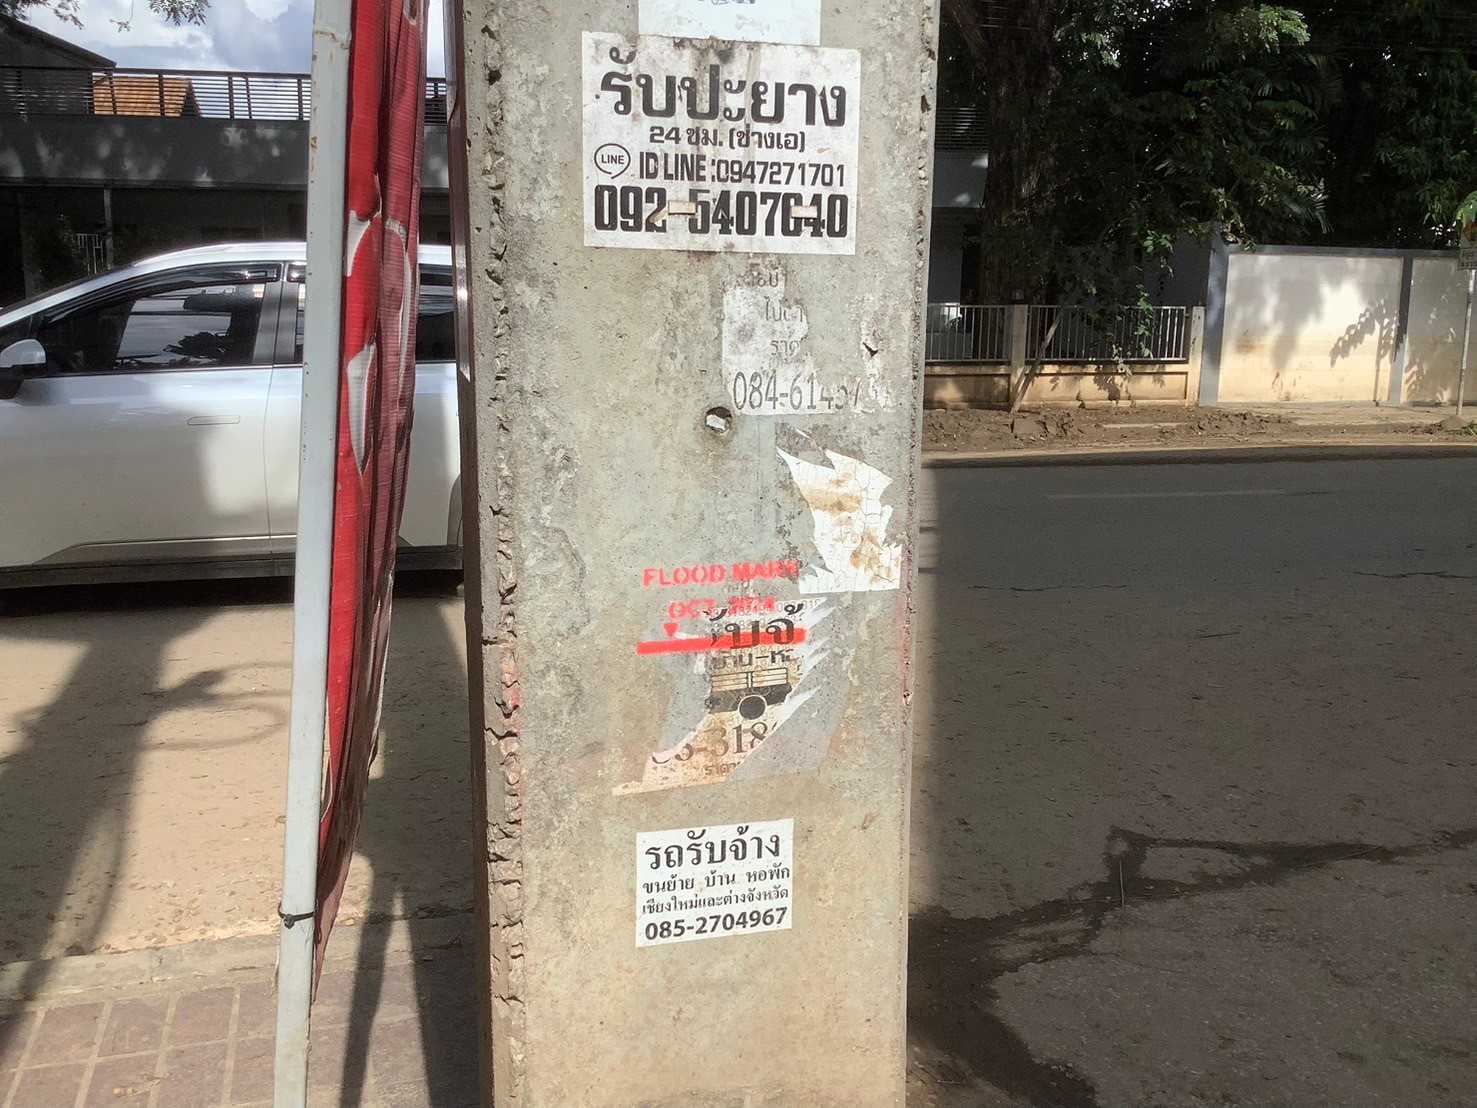 รับปะยาง
24 ชม. (ช่างเอ)
LINE ID LINE :0947271701
092-5407040
084-614
FLOOD MARK
OCT. 2024
-318
รถรับจ้าง
ขนย้าย บ้าน หอพัก
เชียงใหม่และต่างจังหวัด
085-2704967